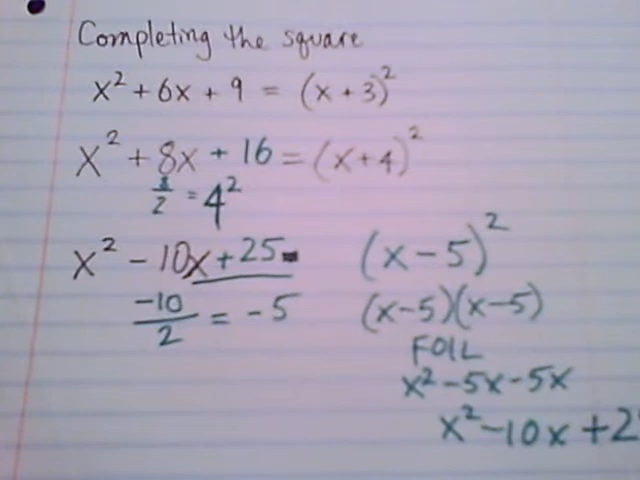 Completing the square
x² + 6x + 9 = (x + 3)²
x² + 8x + 16 = (x + 4)²
8/2 = 4²
x² - 10x + 25 (x - 5)²
-10/2 = -5 (x-5)(x-5)
FOIL
x² - 5x - 5x
x² - 10x + 2